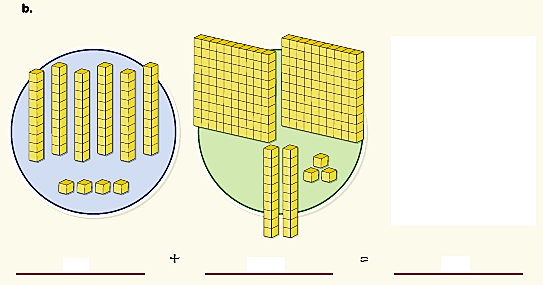 b.
+ =